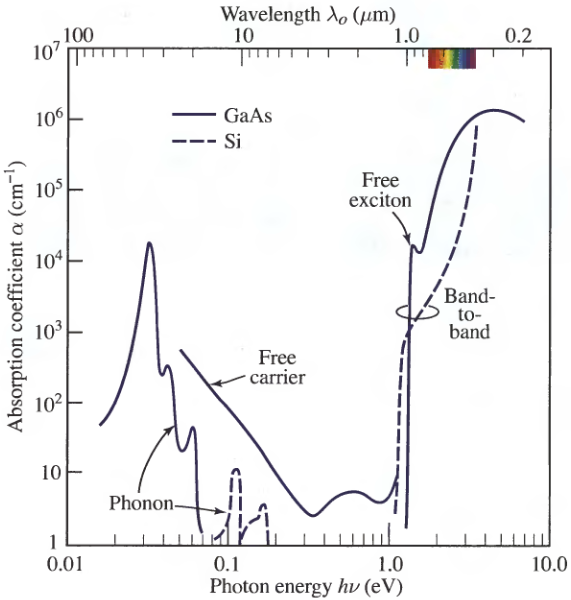 Wavelength λo (μm)
100 10 1.0 0.2
10^7
10^6
10^5
10^4
10^3
10^2
10
1
Absorption coefficient α (cm^-1)
GaAs
Si
Free
exciton
Band-
to-
band
Free
carrier
Phonon
0.01 0.1 1.0 10.0
Photon energy hν (eV)